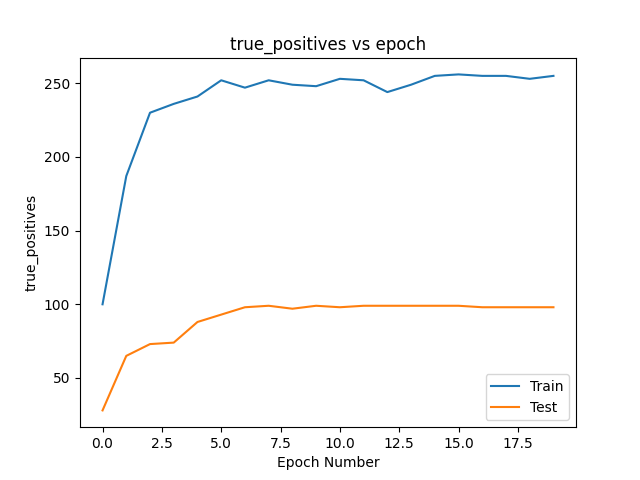 true_positives vs epoch
250
200
150
100
50
true_positives
0.0 2.5 5.0 7.5 10.0 12.5 15.0 17.5
Epoch Number
Train
Test